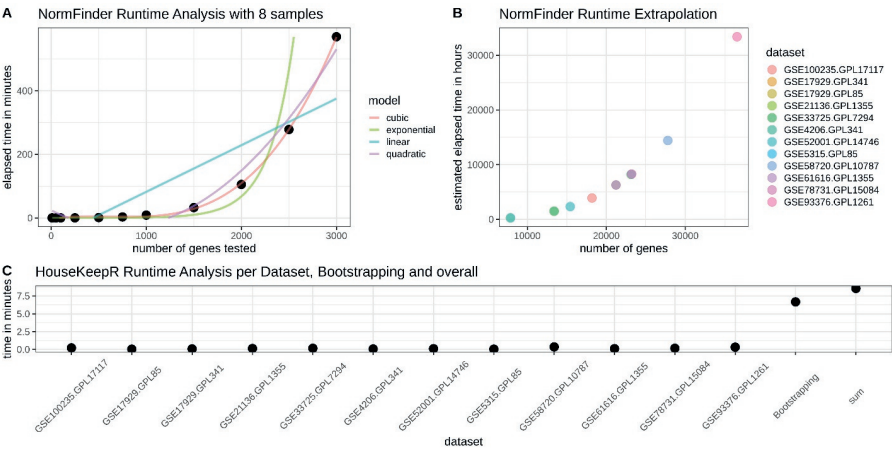 A
NormFinder Runtime Analysis with 8 samples
elapsed time in minutes
400
200
0
0
1000
2000
3000
number of genes tested
model
cubic
exponential
linear
quadratic
B
NormFinder Runtime Extrapolation
estimated elapsed time in hours
30000
20000
10000
0
10000
20000
30000
number of genes
dataset
GSE100235.GPL17117
GSE17929.GPL341
GSE17929.GPL85
GSE21136.GPL1355
GSE33725.GPL7294
GSE4206.GPL341
GSE52001.GPL14746
GSE5315.GPL85
GSE58720.GPL10787
GSE61616.GPL1355
GSE78731.GPL15084
GSE93376.GPL1261
C
HouseKeepR Runtime Analysis per Dataset, Bootstrapping and overall
time in minutes
7.5
5.0
2.5
0.0
GSE100235.GPL17117
GSE17929.GPL85
GSE17929.GPL341
GSE21136.GPL1355
GSE33725.GPL7294
GSE4206.GPL341
GSE52001.GPL14746
GSE5315.GPL85
GSE58720.GPL10787
GSE61616.GPL1355
GSE78731.GPL15084
GSE93376.GPL1261
Bootstrapping
sum
dataset